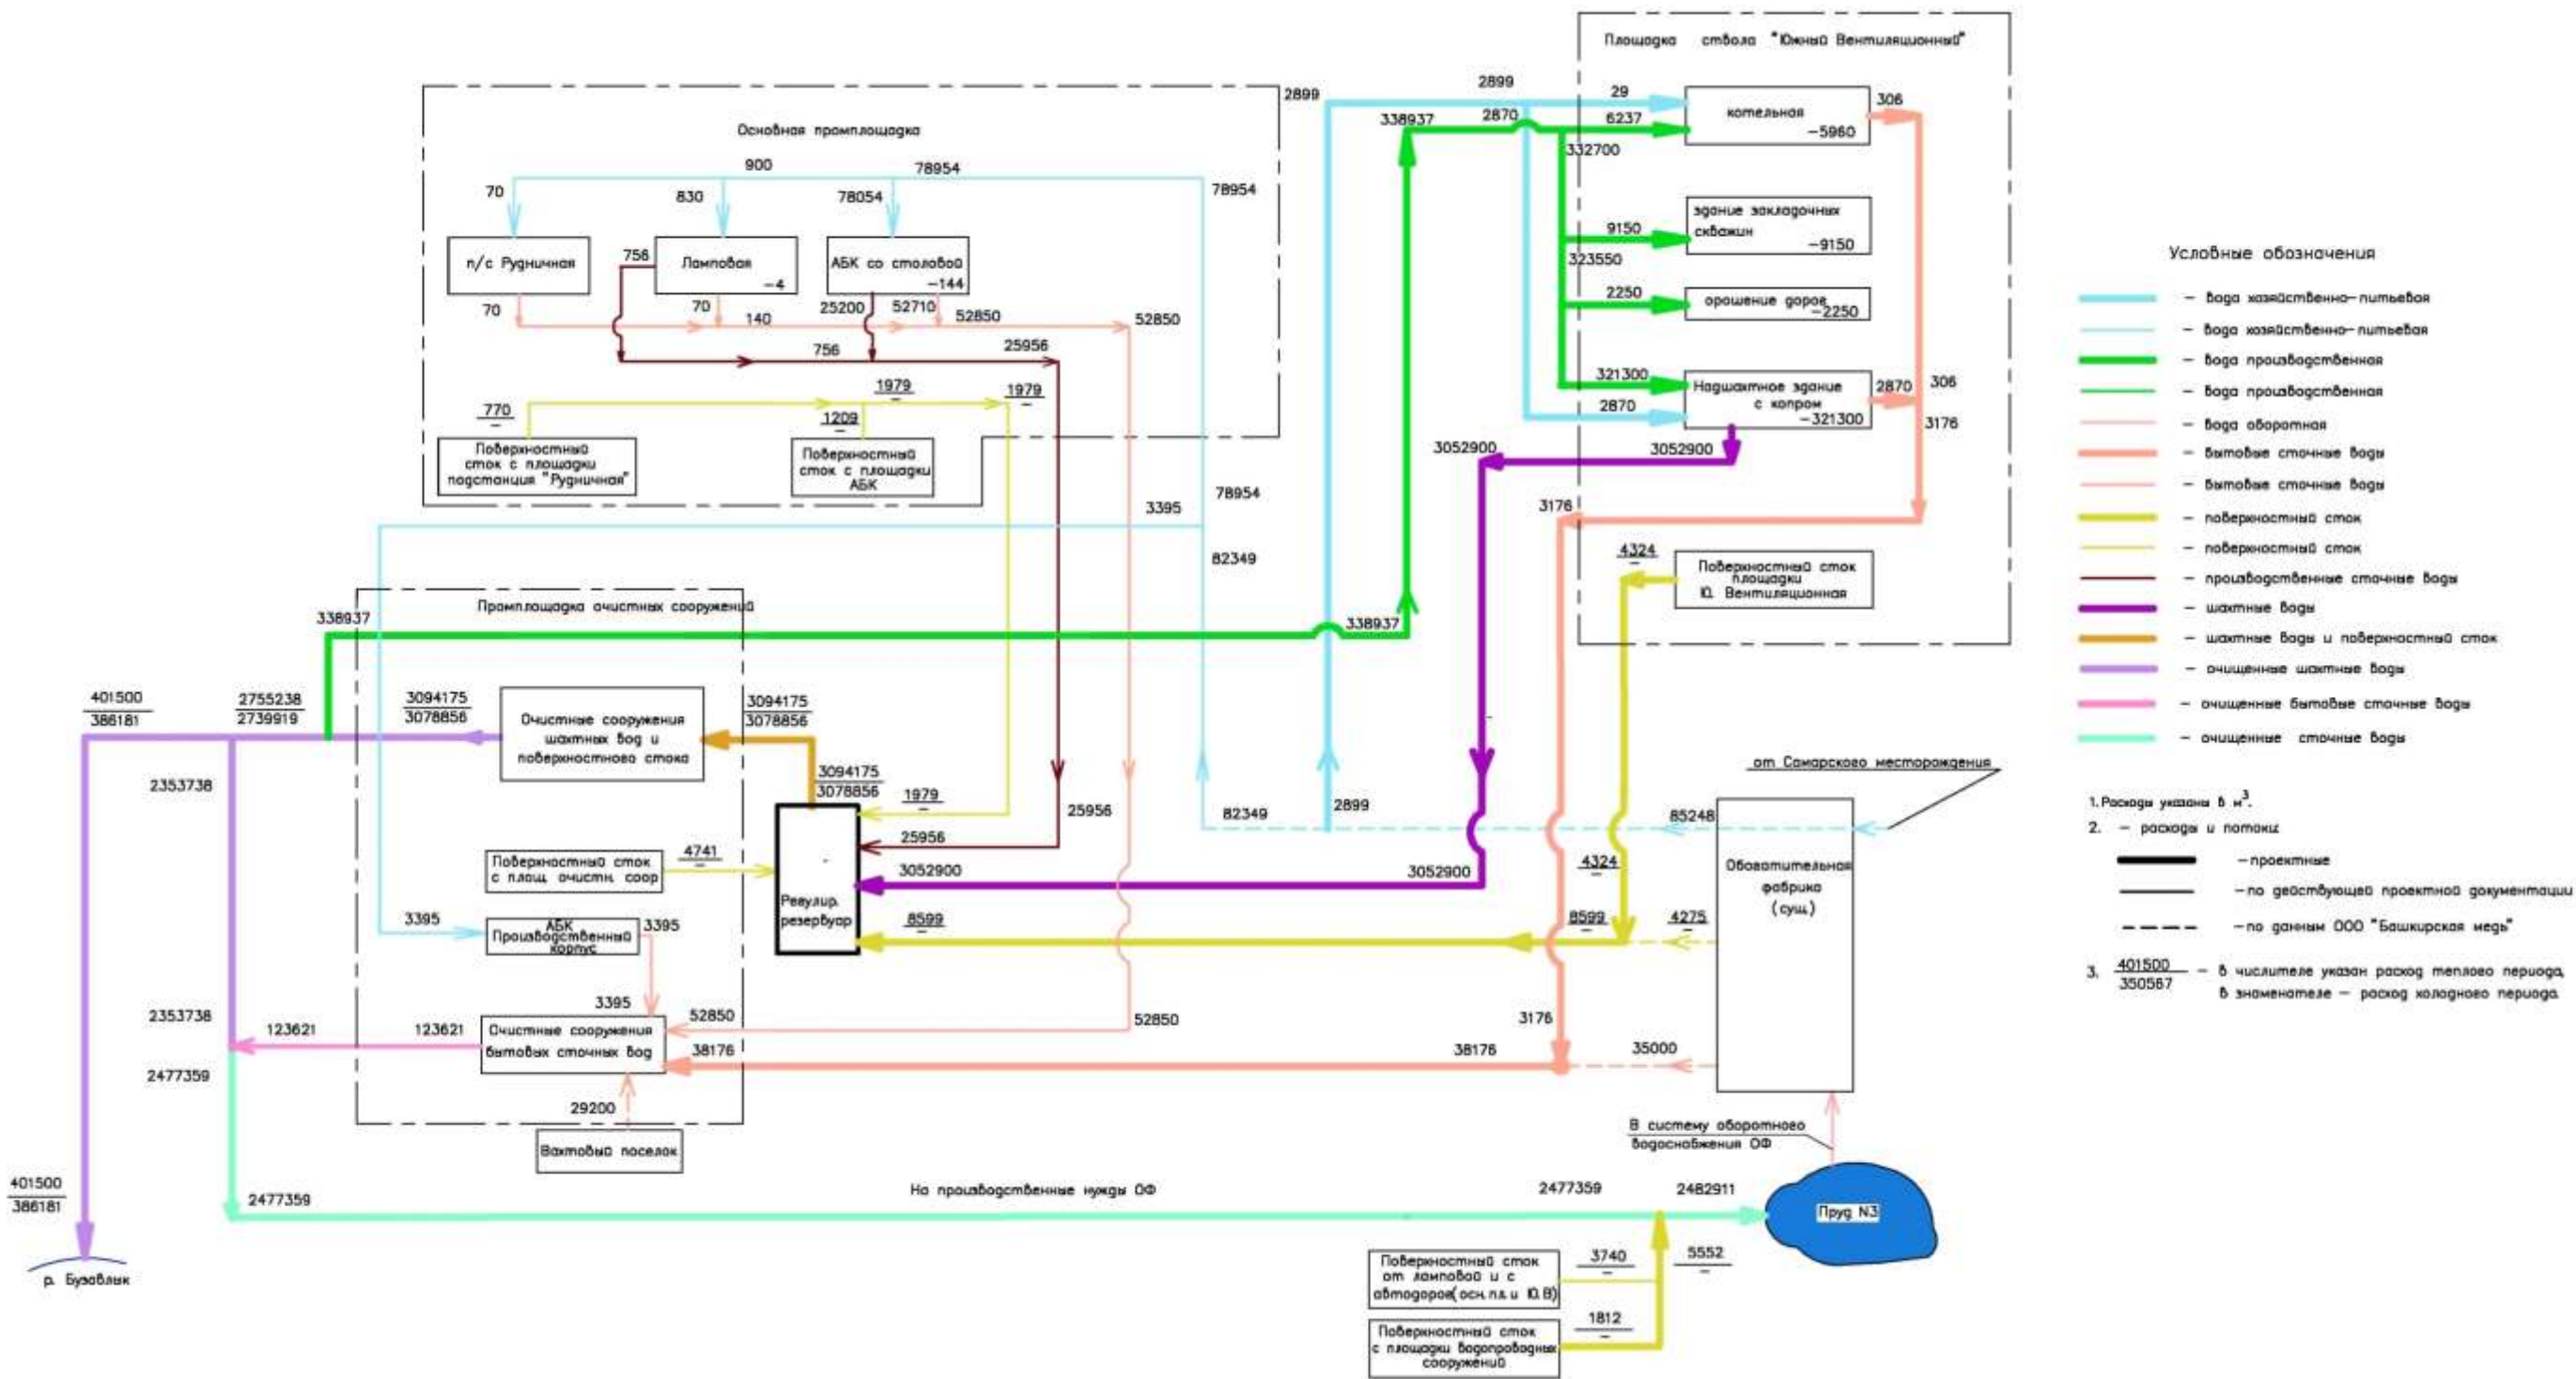 Площадка ствола "Южный Вентиляционный"
2899
2899
29
306
338937
2870
6237
котельная
-5960
332700
Основная промплощадка
900
78954
70
830
78054
78954
здание закладочных
скважин
9150
-9150
323550
п/с Рудничная
756
Ламповая
-4
АБК со столовой
-144
2250
орошение дорог
-2250
70
70
140
25200
52710
52850
52850
756
25956
321300
2870
Надшахтное здание
с копром
-321300
2870
306
3176
770
–
1979
–
1209
–
1979
–
Поверхностный
сток с площадки
подстанция "Рудничная"
Поверхностный
сток с площадки
АБК
3052900
3052900
78954
3395
3176
82349
4324
–
Поверхностный сток
площадки
Ю. Вентиляционная
Промплощадка очистных сооружений
338937
338937
401500
386181
2755238
2739919
3094175
3078856
Очистные сооружения
шахтных вод и
поверхностного стока
3094175
3078856
3094175
3078856
2353738
1979
–
25956
82349
2899
85248
от Самарского месторождения
25956
3052900
3052900
Поверхностный сток
с площ. очистн. соор
4741
–
Регулир.
резервуар
4324
–
Обогатительная
фабрика
(сущ.)
8599
–
8599
–
4275
–
3395
АБК
Производственный
корпус
3395
3395
2353738
123621
123621
Очистные сооружения
бытовых сточных вод
52850
52850
3176
38176
38176
35000
2477359
29200
Вахтовый поселок
В систему оборотного
водоснабжения ОФ
401500
386181
2477359
На производственные нужды ОФ
2477359
2482911
Пруд N3
р. Бузавлык
Поверхностный сток
от ламповой и с
автодорог(осн. пл. и Ю.В)
3740
–
5552
–
Поверхностный сток
с площадки водопроводных
сооружений
1812
–
Условные обозначения
– вода хозяйственно-питьевая
– вода хозяйственно-питьевая
– вода производственная
– вода производственная
– вода оборотная
– бытовые сточные воды
– бытовые сточные воды
– поверхностный сток
– поверхностный сток
– производственные сточные воды
– шахтные воды
– шахтные воды и поверхностный сток
– очищенные шахтные воды
– очищенные бытовые сточные воды
– очищенные сточные воды
1. Расходы указаны в м³.
2. – расходы и потоки:
– проектные
– по действующей проектной документации
– по данным ООО "Башкирская медь"
3. 401500
350567
– в числителе указан расход теплого периода,
в знаменателе – расход холодного периода.